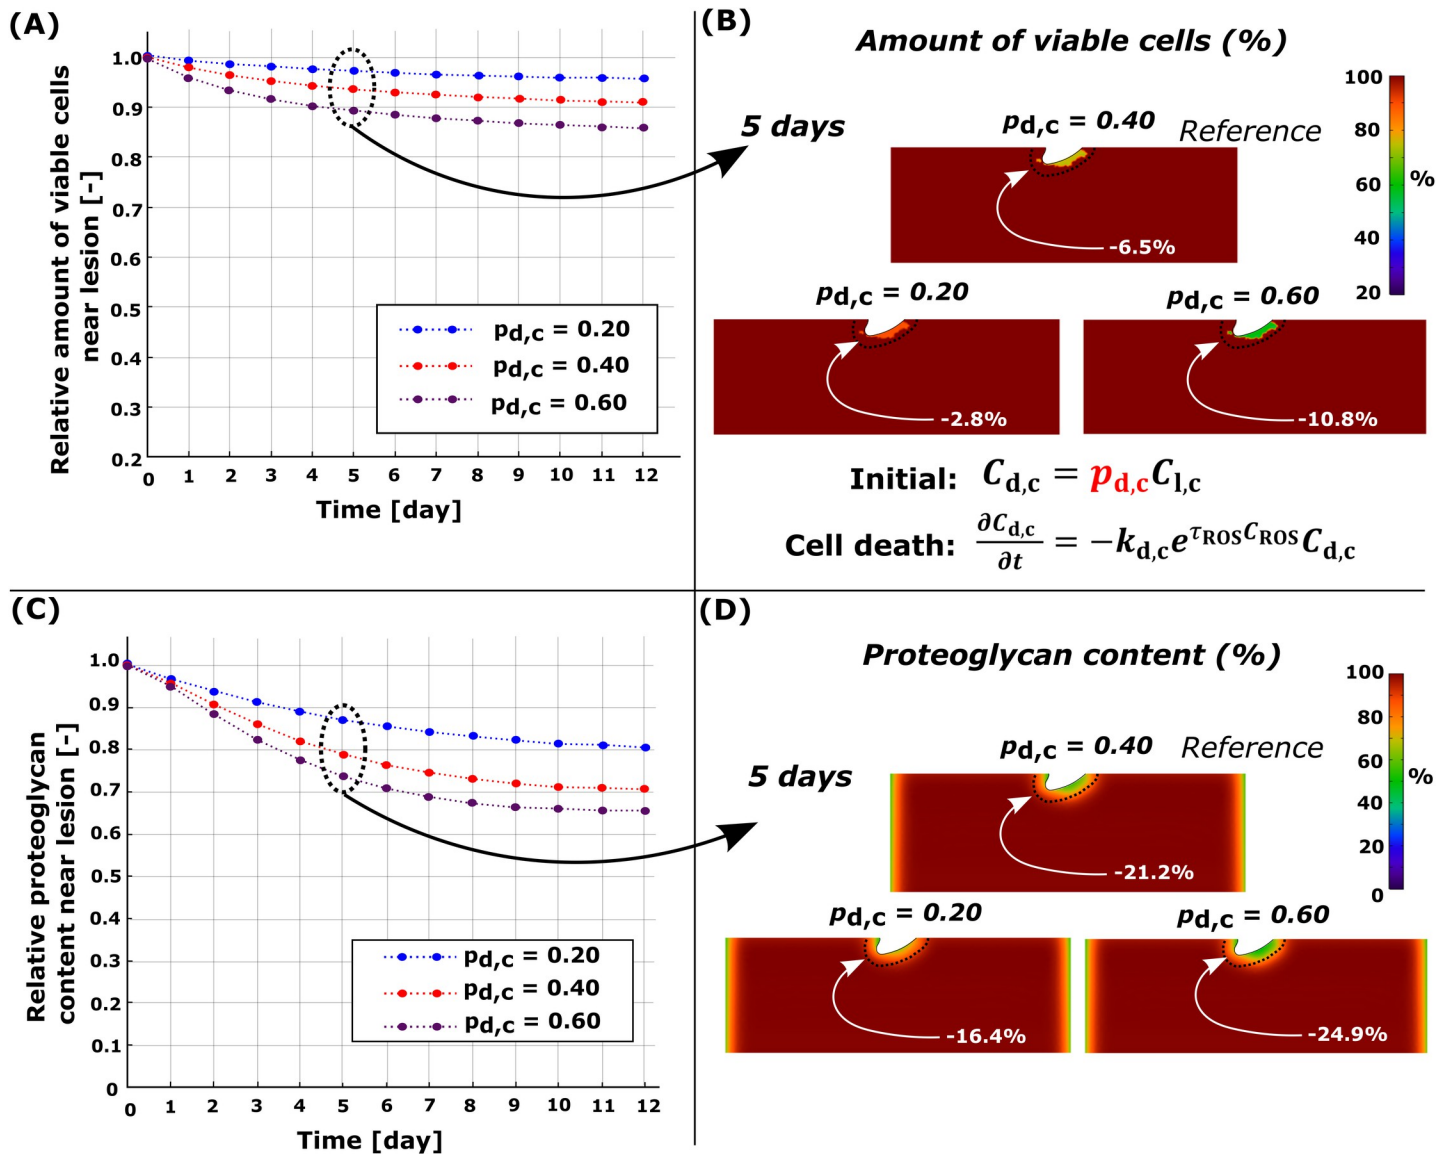 (A)
Relative amount of viable cells
near lesion [-]
1.0
0.9
0.8
0.7
0.6
0.5
0.4
0.3
0.2
0 1 2 3 4 5 6 7 8 9 10 11 12
Time [day]
pd,c = 0.20
pd,c = 0.40
pd,c = 0.60
(B)
Amount of viable cells (%)
5 days
pd,c = 0.40 Reference
-6.5%
pd,c = 0.20
-2.8%
pd,c = 0.60
-10.8%
100
80
60
40
20
%
Initial: Cd,c = pd,cCl,c
Cell death: ∂Cd,c/∂t = −kd,c e^τROSCROS Cd,c
(C)
Relative proteoglycan
content near lesion [-]
1.0
0.9
0.8
0.7
0.6
0.5
0.4
0.3
0.2
0.1
0
0 1 2 3 4 5 6 7 8 9 10 11 12
Time [day]
pd,c = 0.20
pd,c = 0.40
pd,c = 0.60
(D)
Proteoglycan content (%)
5 days
pd,c = 0.40 Reference
-21.2%
pd,c = 0.20
-16.4%
pd,c = 0.60
-24.9%
100
80
60
40
20
0
%